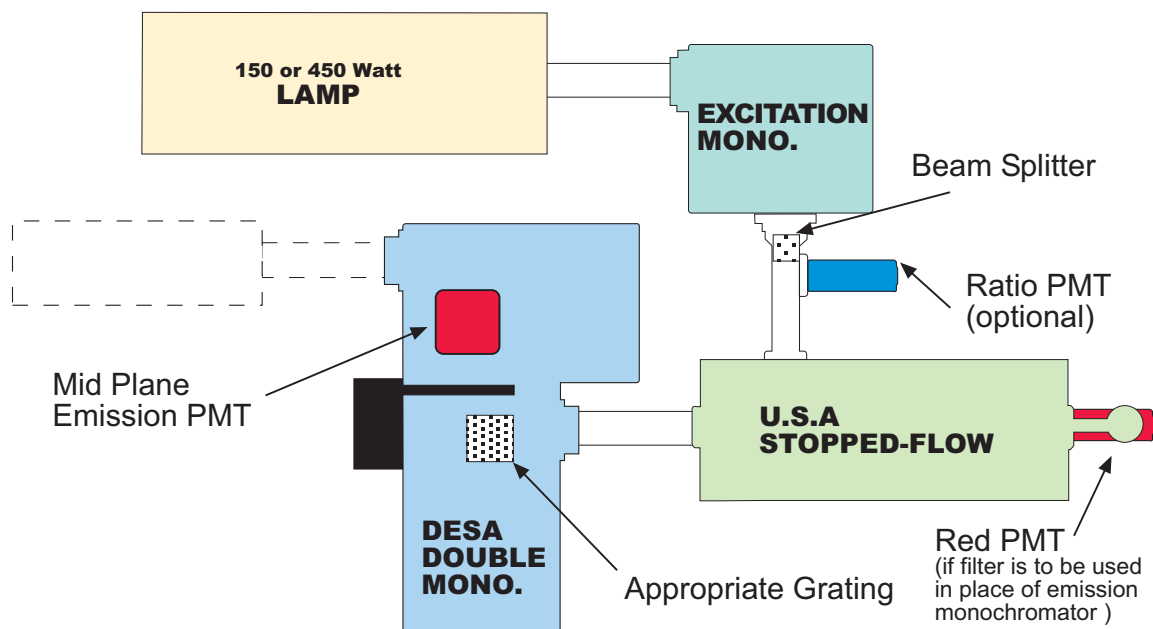 150 or 450 Watt
LAMP
EXCITATION
MONO.
Beam Splitter
Ratio PMT
(optional)
Mid Plane
Emission PMT
U.S.A
STOPPED-FLOW
DESA
DOUBLE
MONO.
Appropriate Grating
Red PMT
(if filter is to be used
in place of emission
monochromator )